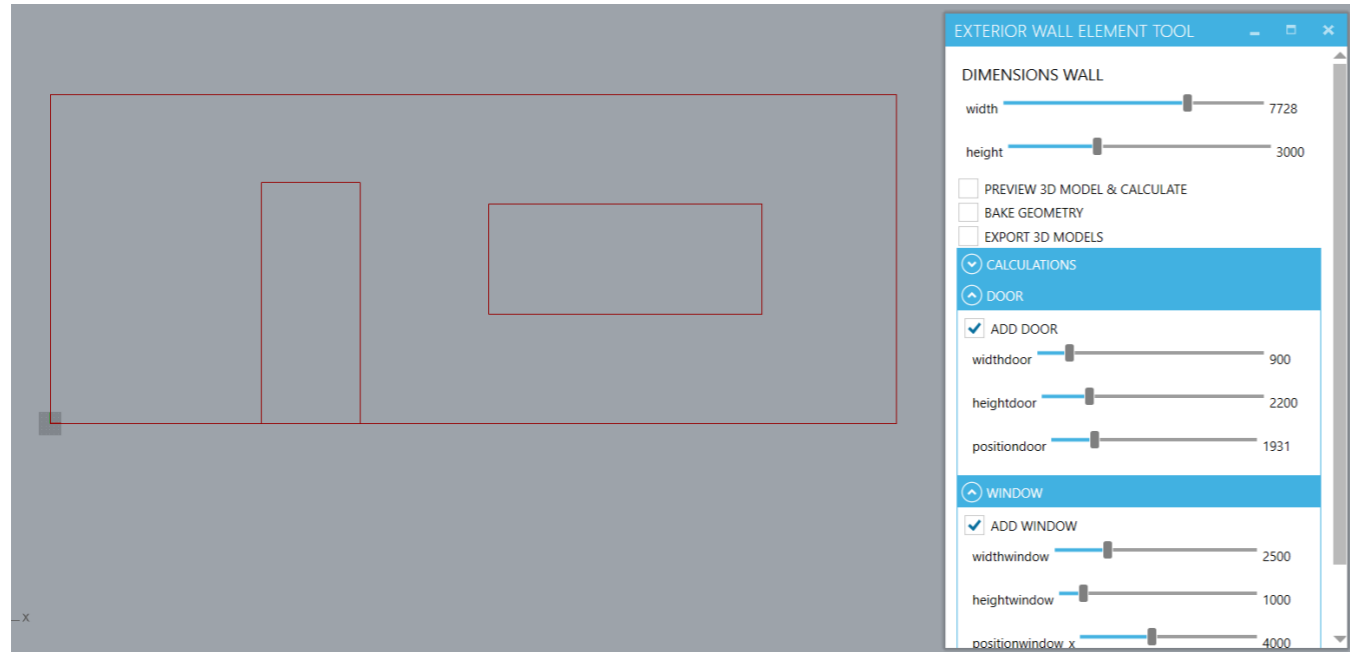 EXTERIOR WALL ELEMENT TOOL
DIMENSIONS WALL
width 7728
height 3000
PREVIEW 3D MODEL & CALCULATE
BAKE GEOMETRY
EXPORT 3D MODELS
CALCULATIONS
DOOR
ADD DOOR
widthdoor 900
heightdoor 2200
positiondoor 1931
WINDOW
ADD WINDOW
widthwindow 2500
heightwindow 1000
positionwindow_x 4000
x